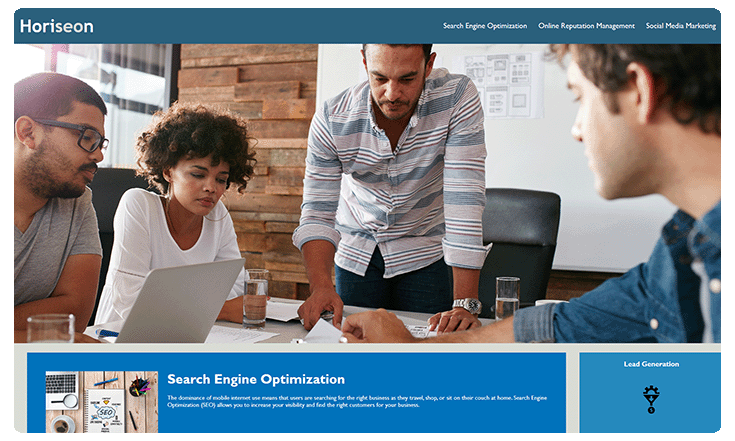 Horiseon
Search Engine Optimization Online Reputation Management Social Media Marketing
Search Engine Optimization
The dominance of mobile internet use means that users are searching for the right business as they travel, shop, or sit on their couch at home. Search Engine
Optimization (SEO) allows you to increase your visibility and find the right customers for your business.
SEO
Lead Generation